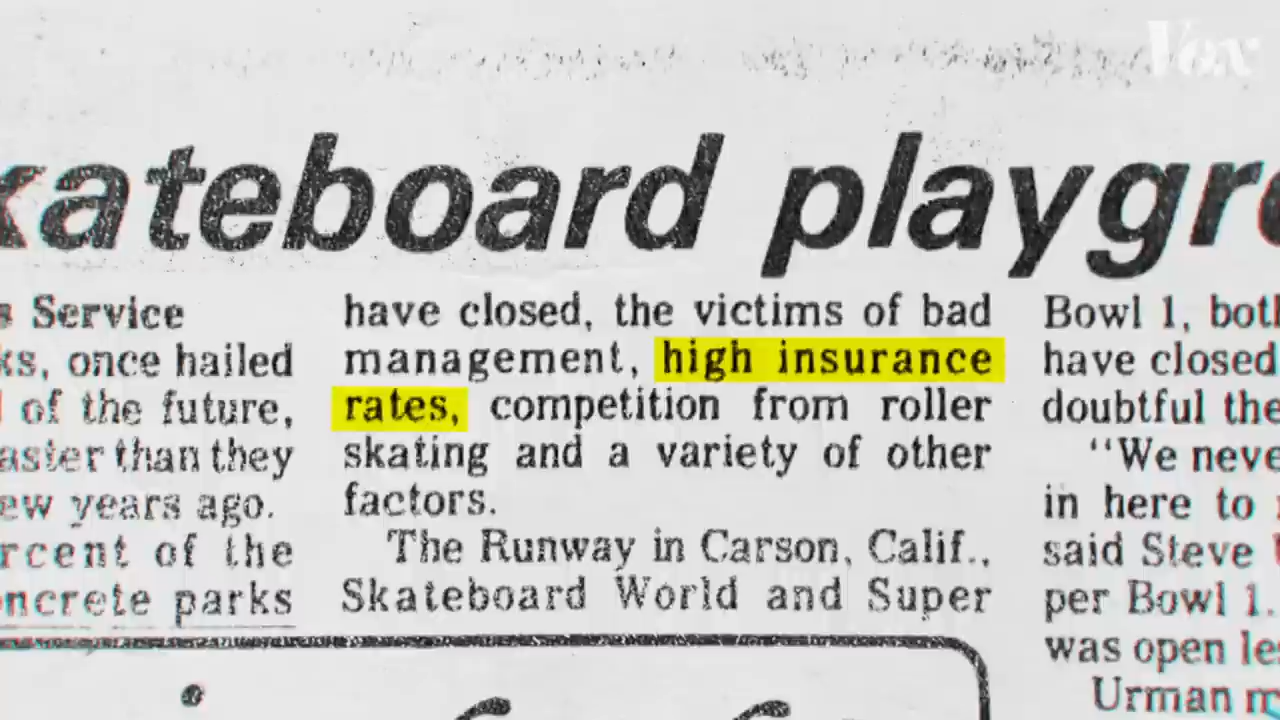 Vox
kateboard playgro
s Service
ks, once hailed
of the future,
aster than they
ew years ago.
rcent of the
ncrete parks
have closed, the victims of bad
management, high insurance
rates, competition from roller
skating and a variety of other
factors.
The Runway in Carson, Calif.,
Skateboard World and Super
Bowl 1, both
have closed
doubtful the
"We neve
in here to
said Steve
per Bowl 1.
was open le
Urman m